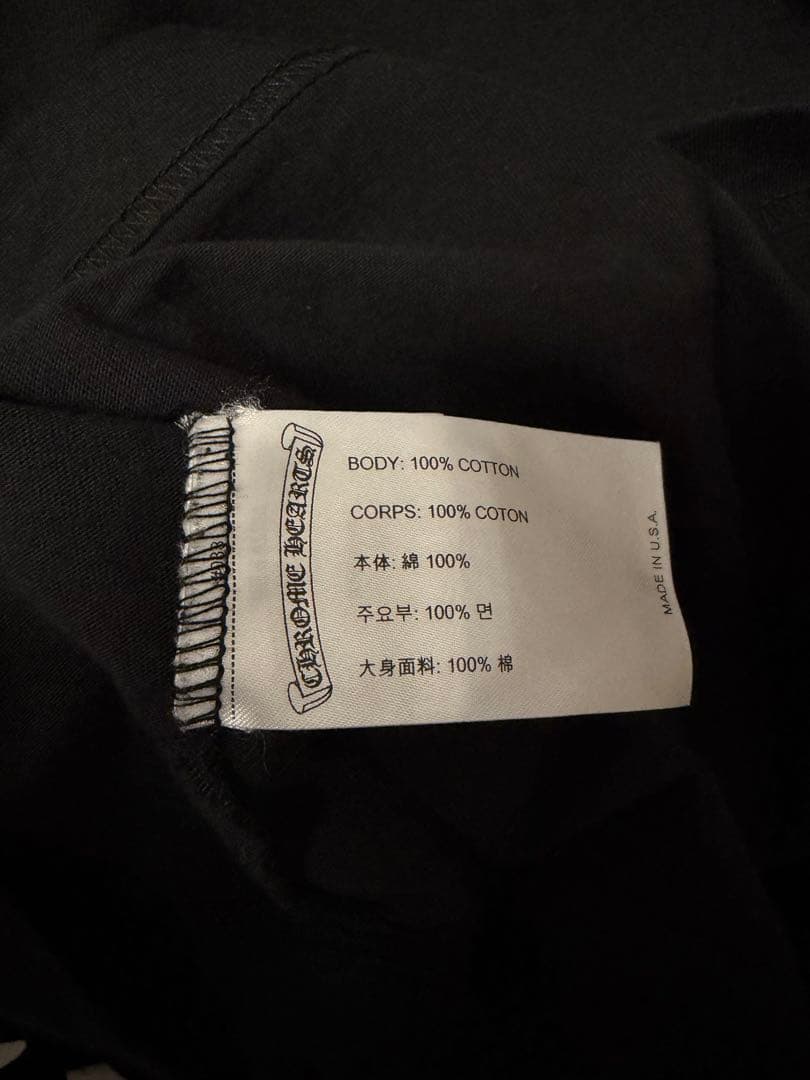 CHROME HEARTS
BODY: 100% COTTON
CORPS: 100% COTON
本体: 綿 100%
주요부: 100% 면
大身面料: 100% 棉
MADE IN U.S.A.